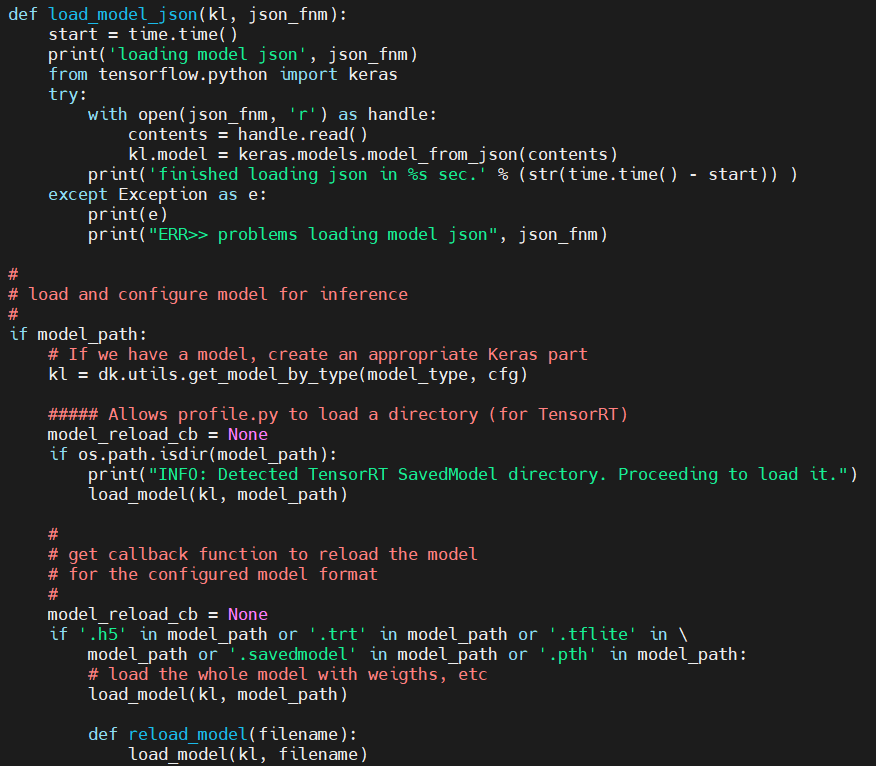 def load_model_json(kl, json_fnm):
    start = time.time()
    print('loading model json', json_fnm)
    from tensorflow.python import keras
    try:
        with open(json_fnm, 'r') as handle:
            contents = handle.read()
            kl.model = keras.models.model_from_json(contents)
        print('finished loading json in %s sec.' % (str(time.time() - start)) )
    except Exception as e:
        print(e)
        print("ERR>> problems loading model json", json_fnm)

#
# load and configure model for inference
#
if model_path:
    # If we have a model, create an appropriate Keras part
    kl = dk.utils.get_model_by_type(model_type, cfg)

    ##### Allows profile.py to load a directory (for TensorRT)
    model_reload_cb = None
    if os.path.isdir(model_path):
        print("INFO: Detected TensorRT SavedModel directory. Proceeding to load it.")
        load_model(kl, model_path)

    #
    # get callback function to reload the model
    # for the configured model format
    #
    model_reload_cb = None
    if '.h5' in model_path or '.trt' in model_path or '.tflite' in \
        model_path or '.savedmodel' in model_path or '.pth' in model_path:
        # load the whole model with weigths, etc
        load_model(kl, model_path)

        def reload_model(filename):
            load_model(kl, filename)